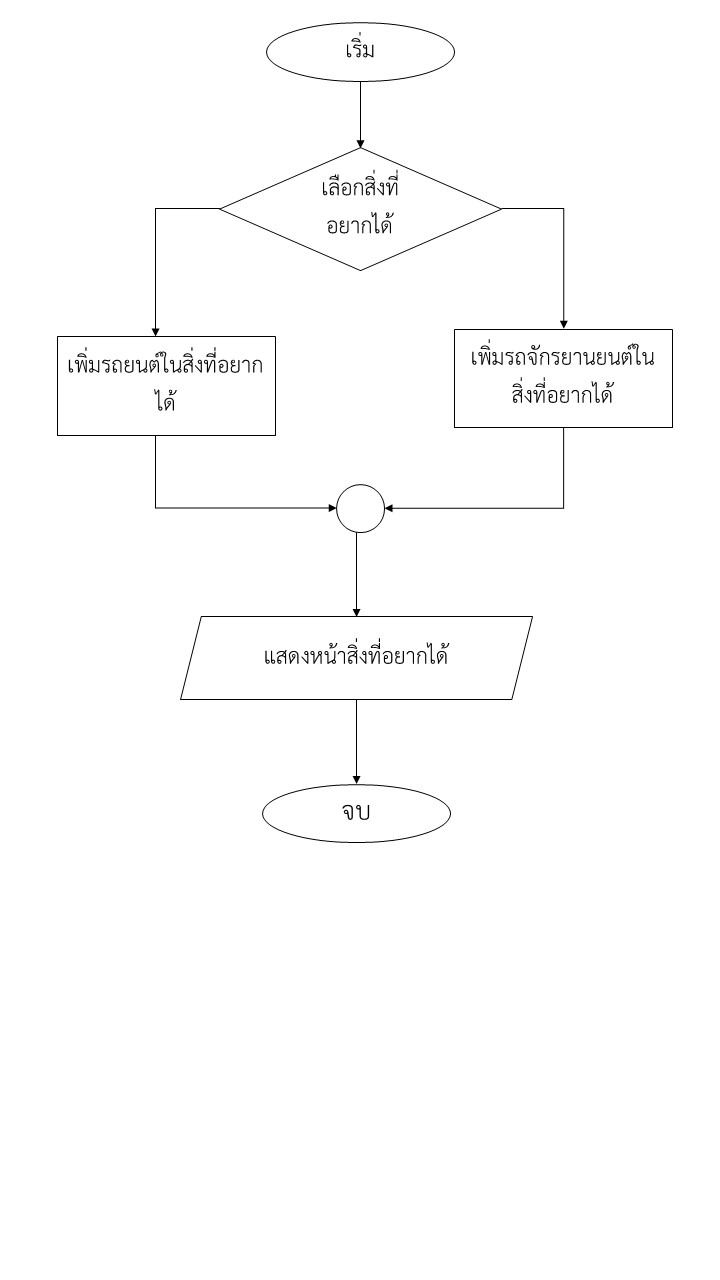 เริ่ม
เลือกสิ่งที่
อยากได้
เพิ่มรถยนต์ในสิ่งที่อยาก
ได้
เพิ่มรถจักรยานยนต์ใน
สิ่งที่อยากได้
แสดงหน้าสิ่งที่อยากได้
จบ